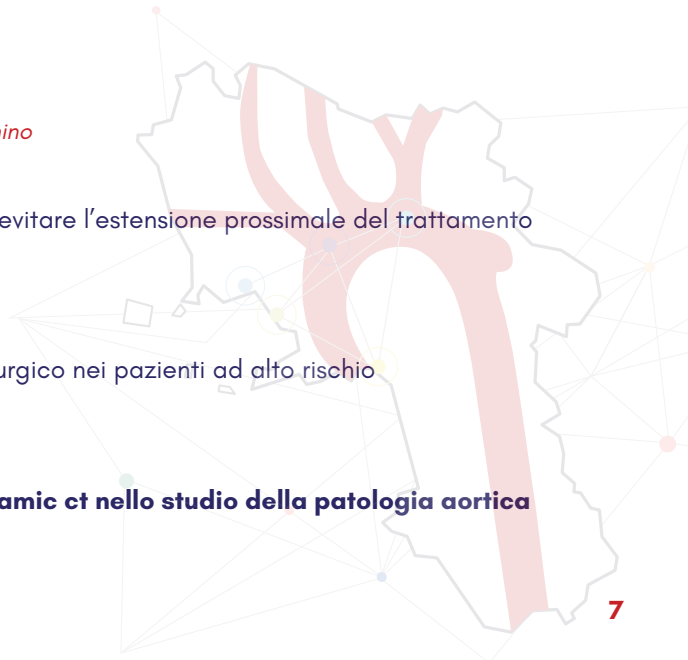 ino
evitare l'estensione prossimale del trattamento
urgico nei pazienti ad alto rischio
amic ct nello studio della patologia aortica
7